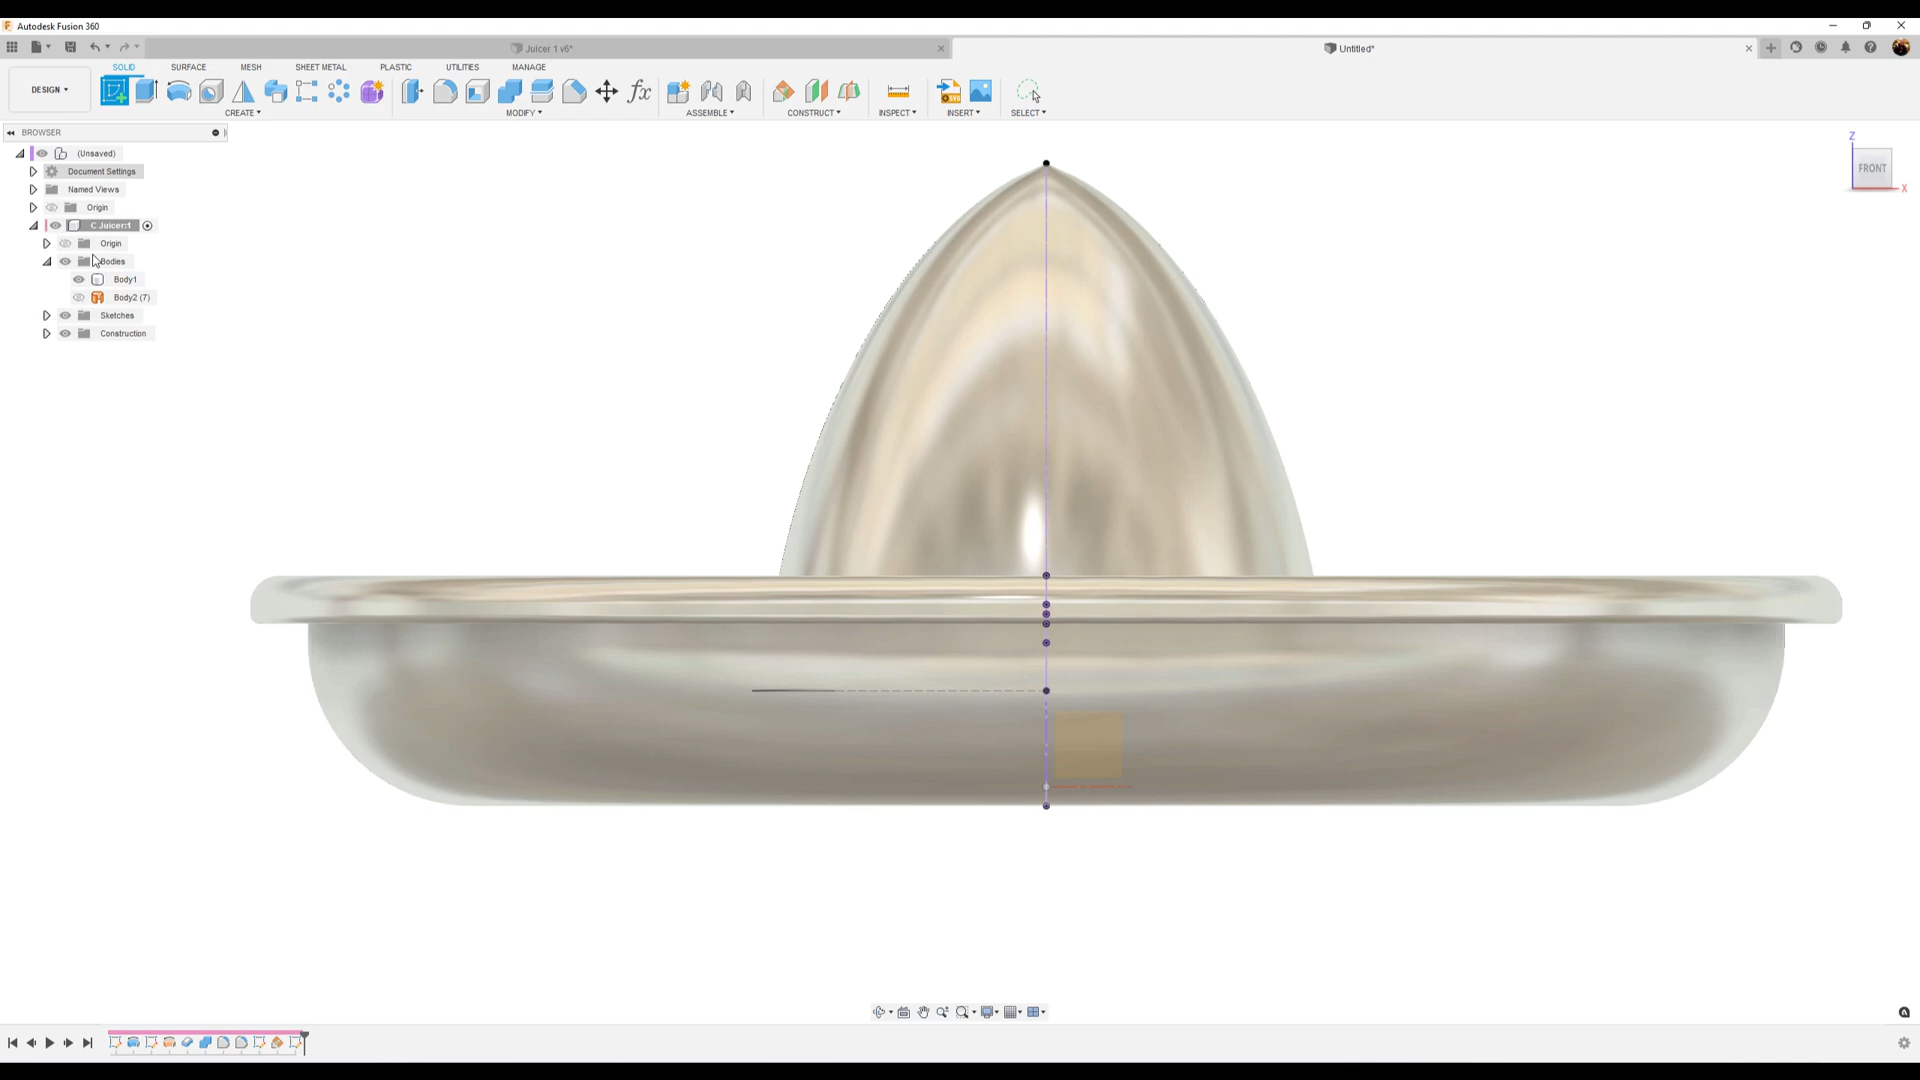 Autodesk Fusion 360
Juicer 1 v6*
Untitled*
SOLID SURFACE MESH SHEET METAL PLASTIC UTILITIES MANAGE
DESIGN
CREATE MODIFY ASSEMBLE CONSTRUCT INSPECT INSERT SELECT
BROWSER
(Unsaved)
Document Settings
Named Views
Origin
C Juicer:1
Origin
Bodies
Body1
Body2 (7)
Sketches
Construction
Z
FRONT
X